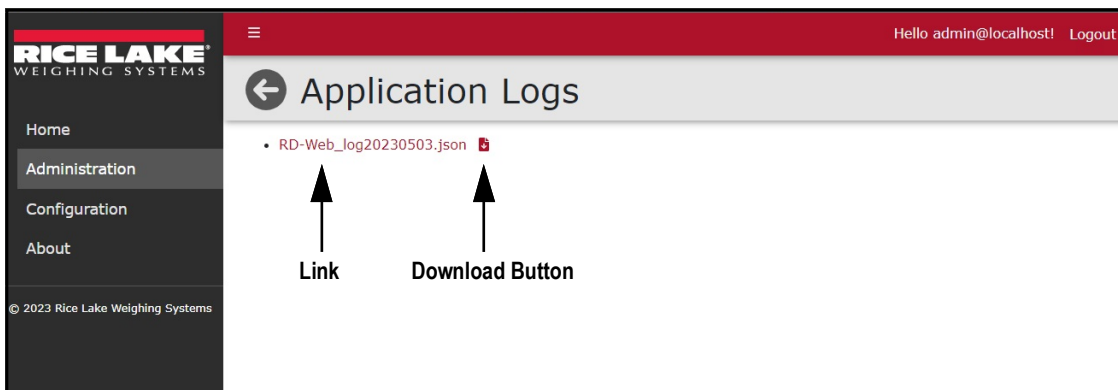 RICE LAKE®
WEIGHING SYSTEMS
Hello admin@localhost! Logout
Application Logs
Home
Administration
Configuration
About
© 2023 Rice Lake Weighing Systems
• RD-Web_log20230503.json
Link Download Button